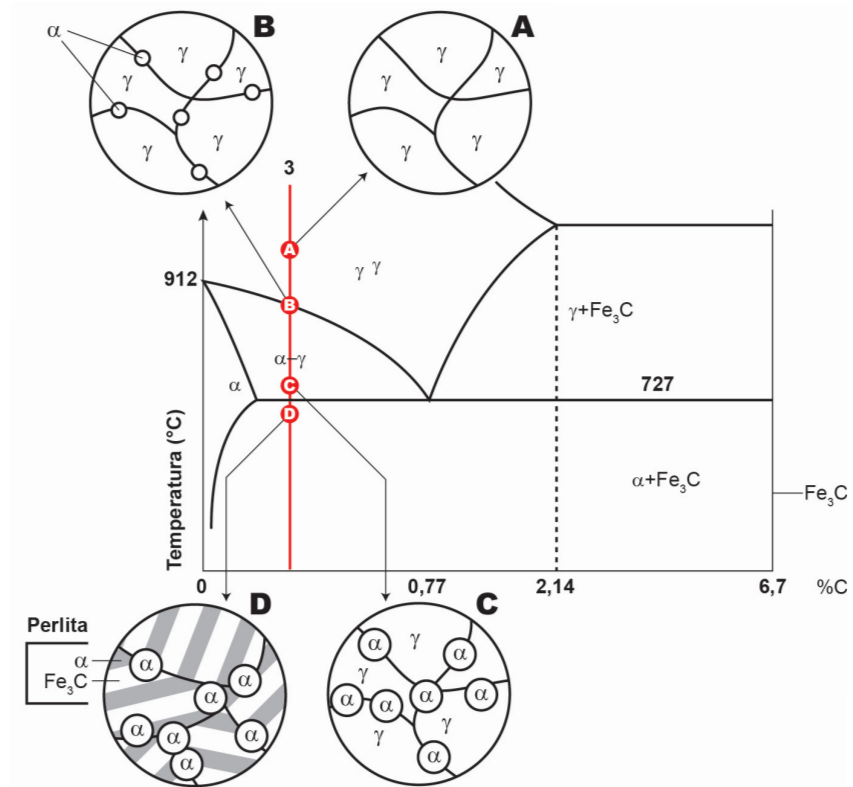 B
A
α
γ
γ
γ
γ
γ
γ
γ
γ
γ
γ
3
A
γ γ
912
B
γ+Fe₃C
α–γ
α
C
727
D
α+Fe₃C
Fe₃C
Temperatura (°C)
0
0,77
2,14
6,7
%C
D
C
Perlita
α
Fe₃C
α
α
α
α
α
α
α
α
γ
α
γ
α
α
α
α
γ
γ
α